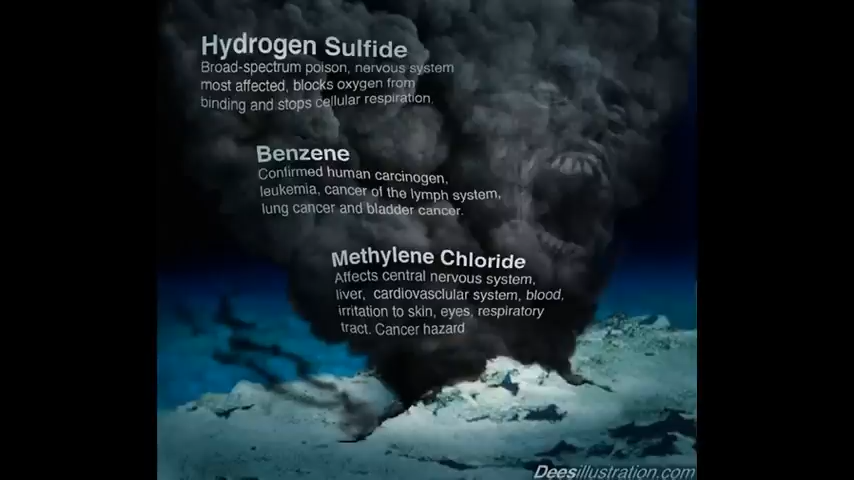 Hydrogen Sulfide
Broad-spectrum poison, nervous system
most affected, blocks oxygen from
binding and stops cellular respiration.
Benzene
Confirmed human carcinogen,
leukemia, cancer of the lymph system,
lung cancer and bladder cancer.
Methylene Chloride
Affects central nervous system,
liver, cardiovasclular system, blood,
irritation to skin, eyes, respiratory
tract. Cancer hazard
Deesillustration.com